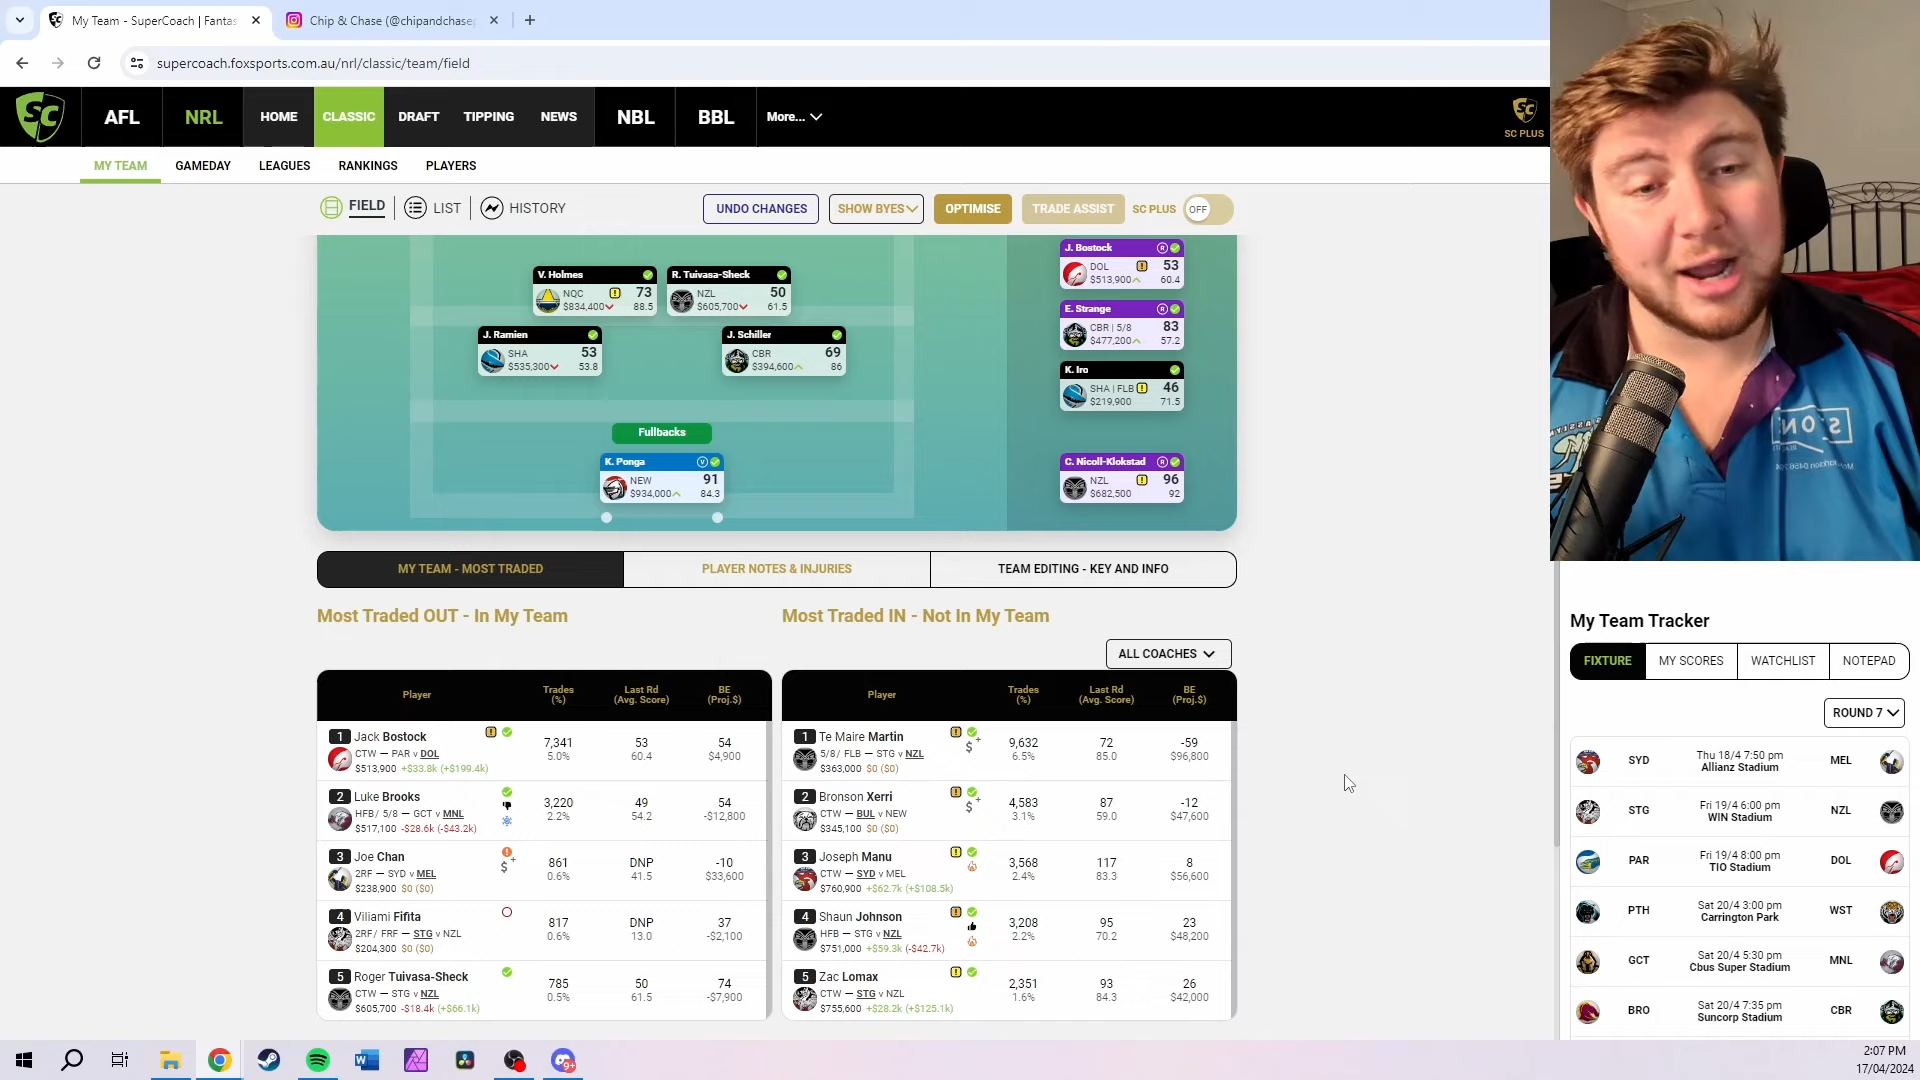 My Team - SuperCoach | Fantas
Chip & Chase (@chipandchasep
supercoach.foxsports.com.au/nrl/classic/team/field
SC
AFL
NRL
HOME
CLASSIC
DRAFT
TIPPING
NEWS
NBL
BBL
More...
SC PLUS
MY TEAM
GAMEDAY
LEAGUES
RANKINGS
PLAYERS
FIELD
LIST
HISTORY
UNDO CHANGES
SHOW BYES
OPTIMISE
TRADE ASSIST
SC PLUS
OFF
V. Holmes
NQC 73
$834,400 88.5
R. Tuivasa-Sheck
NZL 50
$605,700 61.5
J. Ramien
SHA 53
$535,300 53.8
J. Schiller
CBR 69
$394,600 86
Fullbacks
K. Ponga V
NEW 91
$934,000 84.3
J. Bostock R
DOL 53
$513,900 60.4
E. Strange R
CBR | 5/8 83
$477,200 57.2
K. Iro
SHA | FLB 46
$219,900 71.5
C. Nicoll-Klokstad R
NZL 96
$682,500 92
MY TEAM - MOST TRADED
PLAYER NOTES & INJURIES
TEAM EDITING - KEY AND INFO
Most Traded OUT - In My Team
Player Trades (%) Last Rd (Avg. Score) BE (Proj.$)
1 Jack Bostock 7,341 53 54
CTW — PAR v DOL 5.0% 60.4 $4,900
$513,900 +$33.8k (+$199.4k)
2 Luke Brooks 3,220 49 54
HFB/ 5/8 — GCT v MNL 2.2% 54.2 -$12,800
$517,100 -$28.6k (-$43.2k)
3 Joe Chan 861 DNP -10
2RF — SYD v MEL 0.6% 41.5 $33,600
$238,900 $0 ($0)
4 Viliami Fifita 817 DNP 37
2RF/ FRF — STG v NZL 0.6% 13.0 -$2,100
$204,300 $0 ($0)
5 Roger Tuivasa-Sheck 785 50 74
CTW — STG v NZL 0.5% 61.5 -$7,900
$605,700 -$18.4k (+$66.1k)
Most Traded IN - Not In My Team
ALL COACHES
Player Trades (%) Last Rd (Avg. Score) BE (Proj.$)
1 Te Maire Martin 9,632 72 -59
5/8/ FLB — STG v NZL 6.5% 85.0 $96,800
$363,000 $0 ($0)
2 Bronson Xerri 4,583 87 -12
CTW — BUL v NEW 3.1% 59.0 $47,600
$345,100 $0 ($0)
3 Joseph Manu 3,568 117 8
CTW — SYD v MEL 2.4% 83.3 $56,600
$760,900 +$62.7k (+$108.5k)
4 Shaun Johnson 3,208 95 23
HFB — STG v NZL 2.2% 70.2 $48,200
$751,000 +$59.3k (-$42.7k)
5 Zac Lomax 2,351 93 26
CTW — STG v NZL 1.6% 84.3 $42,000
$755,600 +$28.2k (+$125.1k)
My Team Tracker
FIXTURE
MY SCORES
WATCHLIST
NOTEPAD
ROUND 7
SYD Thu 18/4 7:50 pm MEL
Allianz Stadium
STG Fri 19/4 6:00 pm NZL
WIN Stadium
PAR Fri 19/4 8:00 pm DOL
TIO Stadium
PTH Sat 20/4 3:00 pm WST
Carrington Park
GCT Sat 20/4 5:30 pm MNL
Cbus Super Stadium
BRO Sat 20/4 7:35 pm CBR
Suncorp Stadium
9+
2:07 PM
17/04/2024